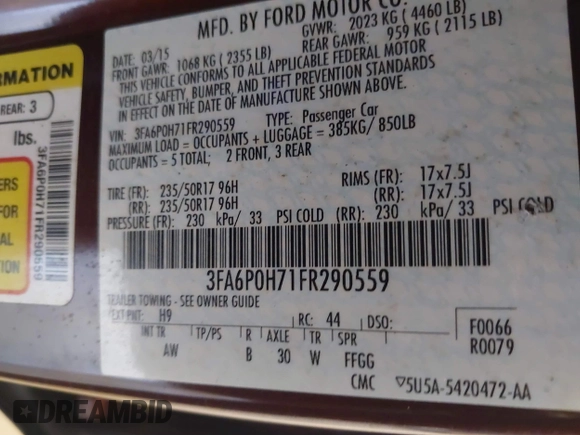 MFD. BY FORD MOTOR CO.
DATE: 03/15
GVWR: 2023 KG ( 4460 LB)
FRONT GAWR: 1068 KG ( 2355 LB)
REAR GAWR: 959 KG ( 2115 LB)
THIS VEHICLE CONFORMS TO ALL APPLICABLE FEDERAL MOTOR
VEHICLE SAFETY, BUMPER, AND THEFT PREVENTION STANDARDS
IN EFFECT ON THE DATE OF MANUFACTURE SHOWN ABOVE.
VIN: 3FA6P0H71FR290559
TYPE: Passenger Car
MAXIMUM LOAD = OCCUPANTS + LUGGAGE = 385KG/ 850LB
OCCUPANTS = 5 TOTAL; 2 FRONT, 3 REAR
TIRE (FR): 235/50R17 96H
RIMS (FR): 17x7.5J
(RR): 235/50R17 96H
(RR): 17x7.5J
PRESSURE (FR): 230 kPa/ 33 PSI COLD (RR): 230 kPa/ 33 PSI COLD
3FA6P0H71FR290559
TRAILER TOWING - SEE OWNER GUIDE
EXT PNT: H9
RC: 44
DSO:
F0066
R0079
INT TR
TP/PS
R
AXLE
TR
SPR
AW
B
30
W
FFGG
CMC
▽5U5A-5420472-AA
ORMATION
REAR: 3
lbs.
ERS
FOR
AL
TION
3FA6P0H71FR290559
DREAMBID